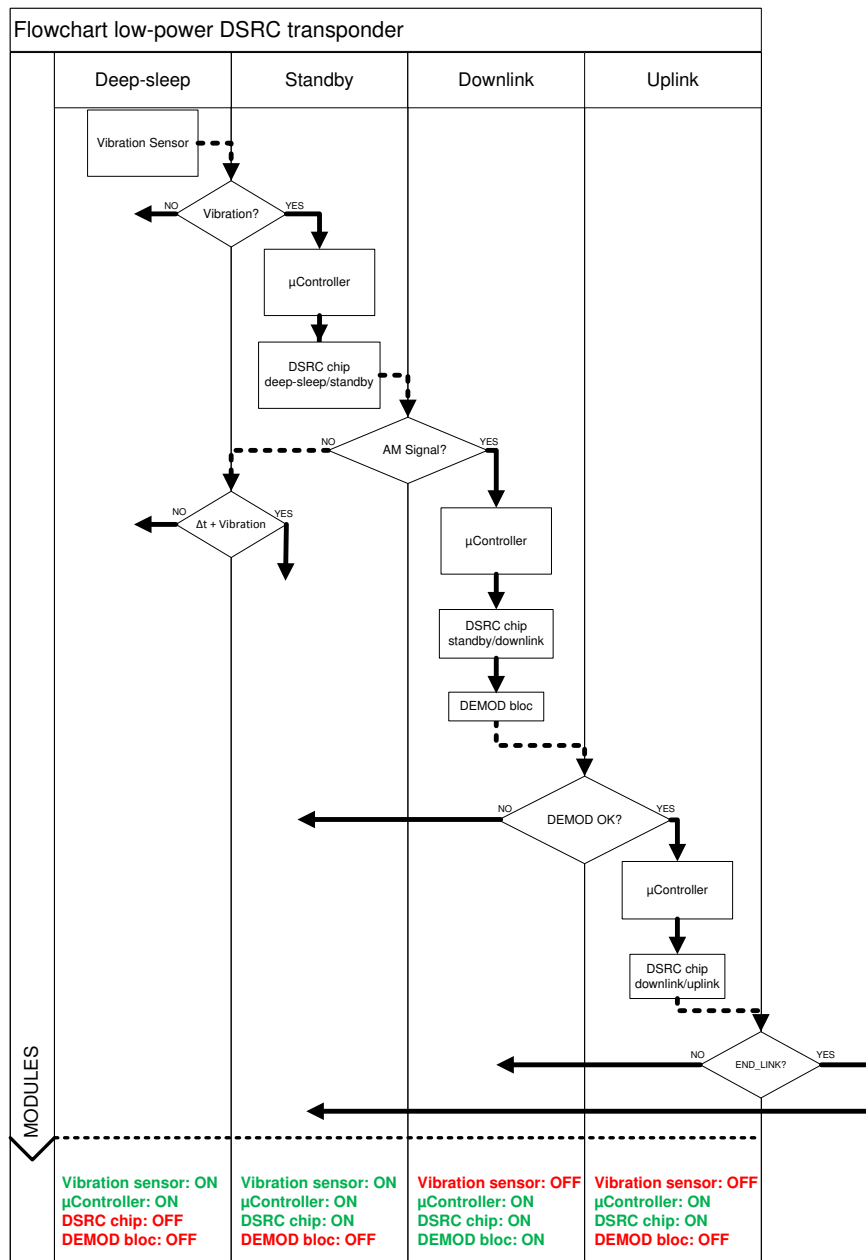 Flowchart low-power DSRC transponder
Deep-sleep
Standby
Downlink
Uplink
Vibration Sensor
NO
Vibration?
YES
µController
DSRC chip
deep-sleep/standby
NO
AM Signal?
YES
NO
Δt + Vibration
YES
µController
DSRC chip
standby/downlink
DEMOD bloc
NO
DEMOD OK?
YES
µController
DSRC chip
downlink/uplink
NO
END_LINK?
YES
MODULES
Vibration sensor: ON
µController: ON
DSRC chip: OFF
DEMOD bloc: OFF
Vibration sensor: ON
µController: ON
DSRC chip: ON
DEMOD bloc: OFF
Vibration sensor: OFF
µController: ON
DSRC chip: ON
DEMOD bloc: ON
Vibration sensor: OFF
µController: ON
DSRC chip: ON
DEMOD bloc: OFF